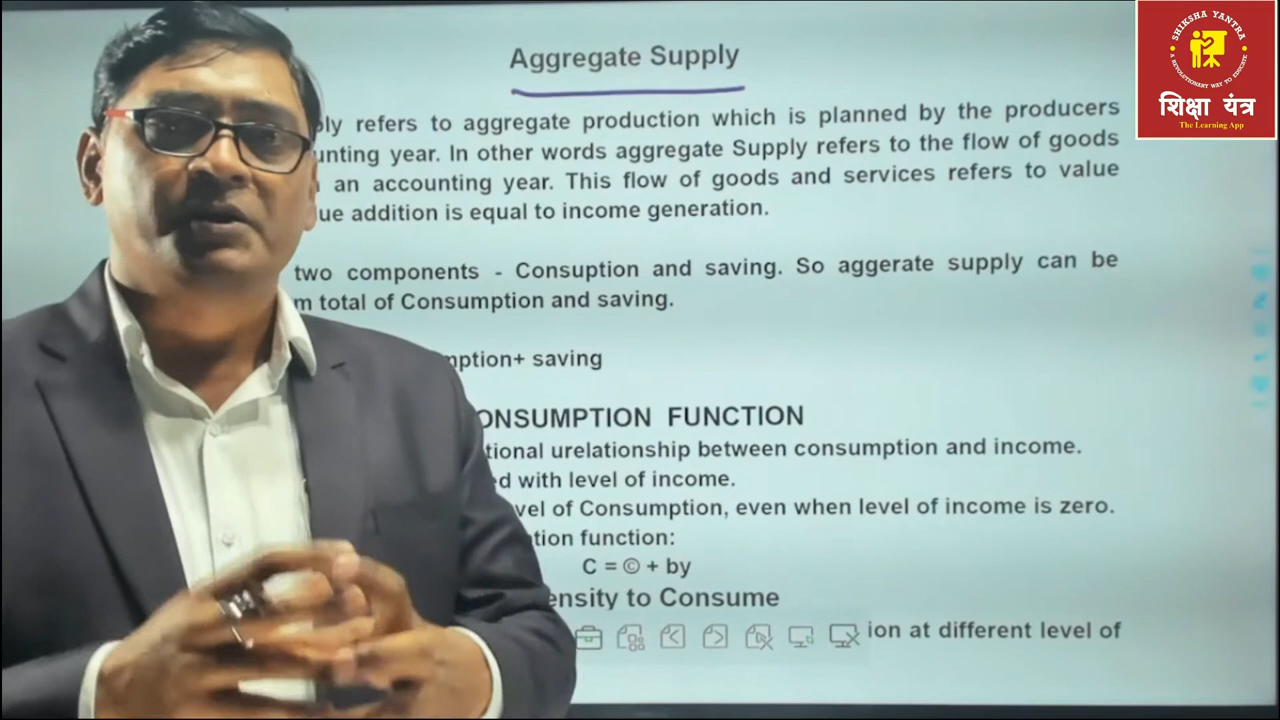 Aggregate Supply
ply refers to aggregate production which is planned by the producers
unting year. In other words aggregate Supply refers to the flow of goods
an accounting year. This flow of goods and services refers to value
ue addition is equal to income generation.
two components - Consuption and saving. So aggerate supply can be
m total of Consumption and saving.
mption+ saving
ONSUMPTION FUNCTION
tional urelationship between consumption and income.
d with level of income.
vel of Consumption, even when level of income is zero.
tion function:
C = © + by
ensity to Consume
ion at different level of
SHIKSHA YANTRA
A REVOLUTIONARY WAY TO EDUCATE
शिक्षा यंत्र
The Learning App